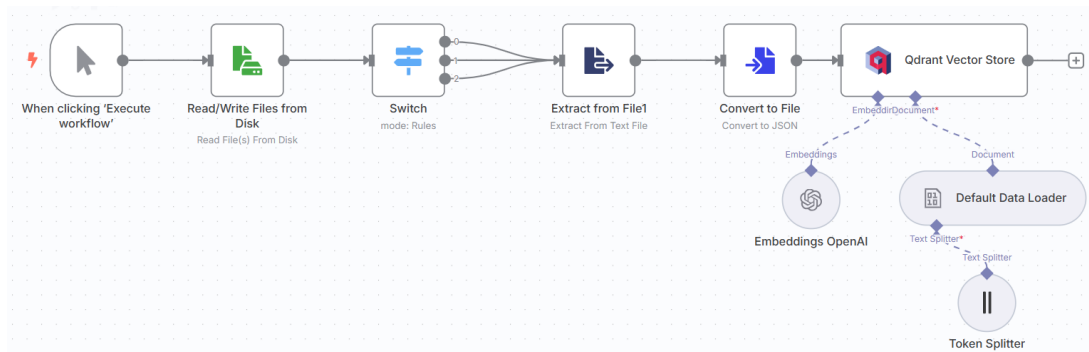 0
1
2
Qdrant Vector Store
When clicking ‘Execute
workflow’
Read/Write Files from
Disk
Read File(s) From Disk
Switch
mode: Rules
Extract from File1
Extract From Text File
Convert to File
Convert to JSON
EmbeddinDocument*
Embeddings
Document
0110
Default Data Loader
Embeddings OpenAI
Text Splitter*
Text Splitter
Token Splitter